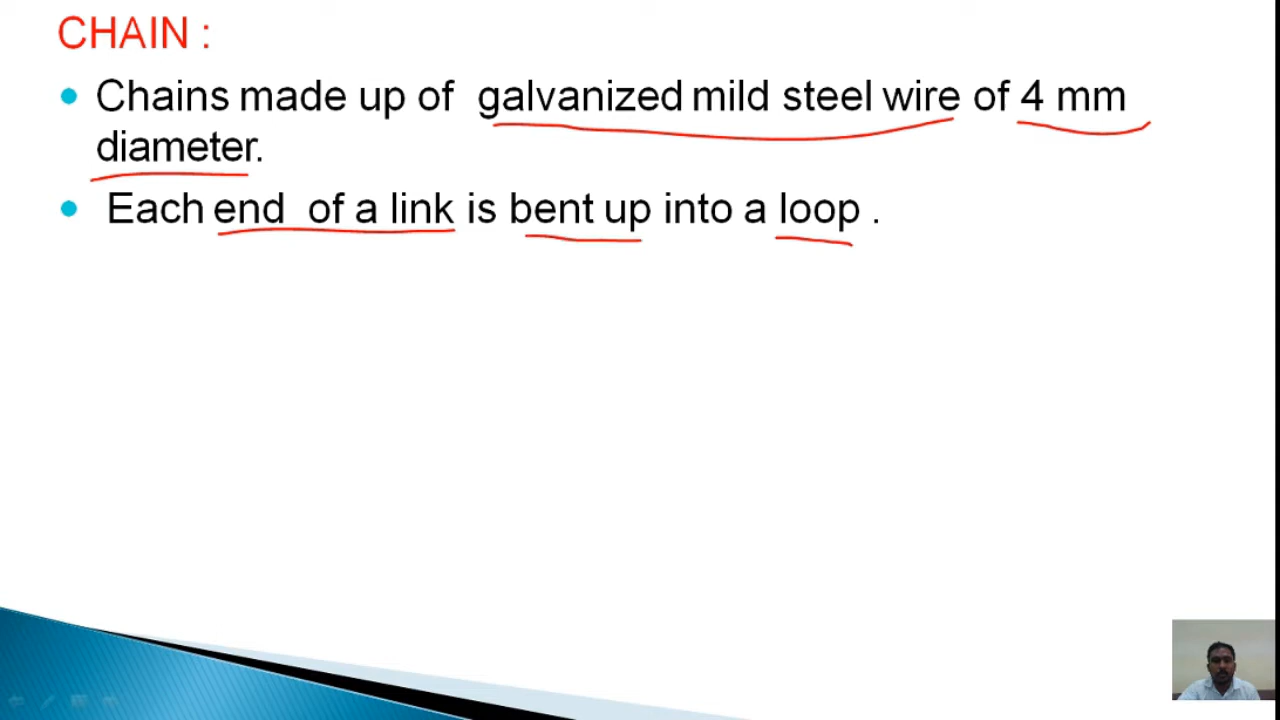 CHAIN :
Chains made up of galvanized mild steel wire of 4 mm
diameter.
Each end of a link is bent up into a loop .